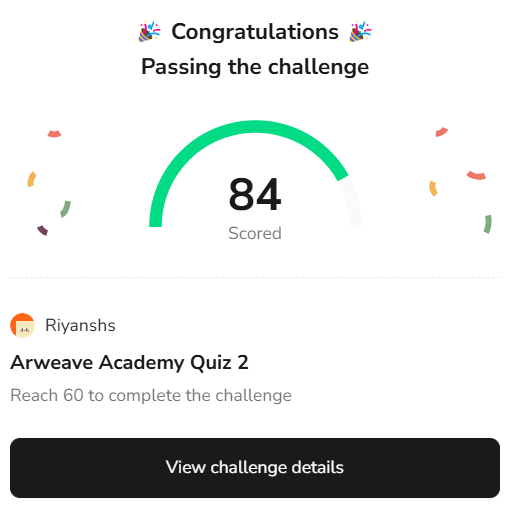 🎉 Congratulations 🎉
Passing the challenge
84
Scored
Riyanshs
Arweave Academy Quiz 2
Reach 60 to complete the challenge
View challenge details